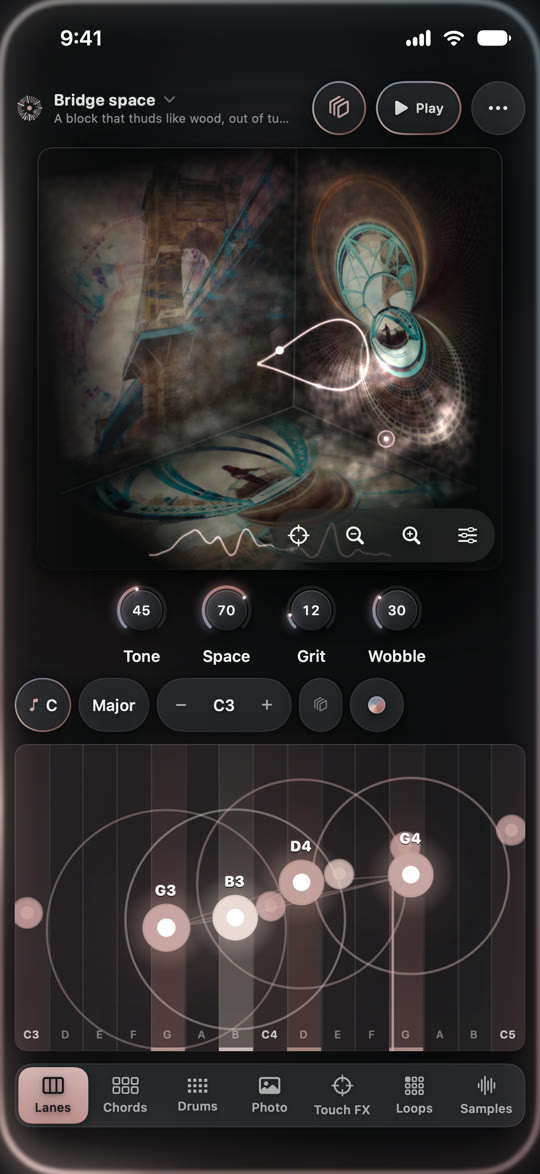 9:41
Bridge space
A block that thuds like wood, out of tu...
Play
45 70 12 30
Tone Space Grit Wobble
C Major − C3 +
G4
D4
B3
G3
C3 D E F G A B C4 D E F G A B C5
Lanes Chords Drums Photo Touch FX Loops Samples